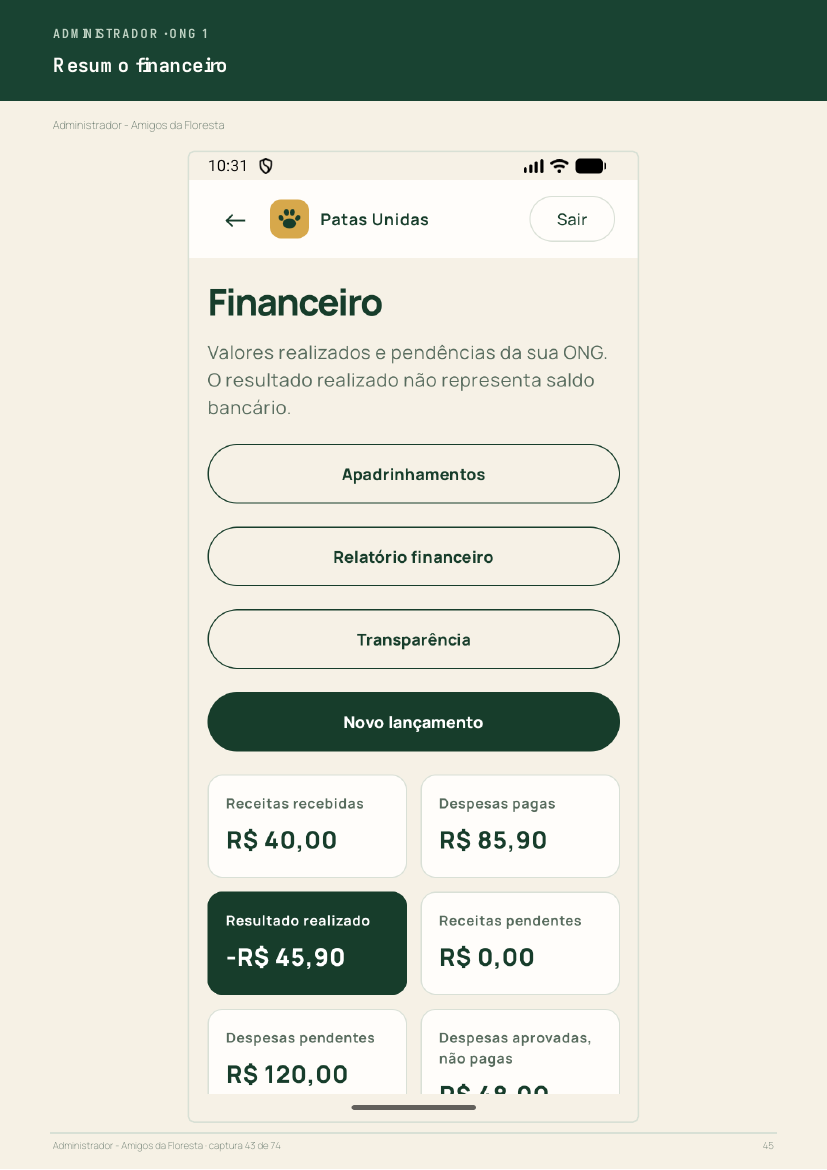 ADMINISTRADOR · ONG 1
Resumo financeiro
Administrador - Amigos da Floresta
10:31
Patas Unidas
Sair
Financeiro
Valores realizados e pendências da sua ONG.
O resultado realizado não representa saldo
bancário.
Apadrinhamentos
Relatório financeiro
Transparência
Novo lançamento
Receitas recebidas
R$ 40,00
Despesas pagas
R$ 85,90
Resultado realizado
-R$ 45,90
Receitas pendentes
R$ 0,00
Despesas pendentes
R$ 120,00
Despesas aprovadas,
não pagas
Administrador - Amigos da Floresta · captura 43 de 74
45